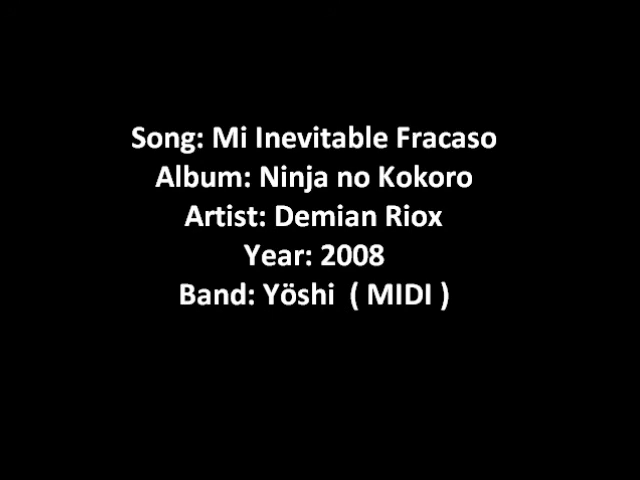 Song: Mi Inevitable Fracaso
Album: Ninja no Kokoro
Artist: Demian Riox
Year: 2008
Band: Yöshi  ( MIDI )